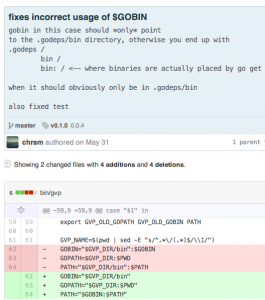 fixes incorrect usage of $GOBIN
gobin in this case should *only* point
to the .godeps/bin directory, otherwise you end up with
.godeps /
bin /
bin: / <-- where binaries are actually placed by go get
when it should obviously only be in .godeps/bin
also fixed test
master v0.1.0 0.0.4
chrsm authored on May 31 1 parent
Showing 2 changed files with 4 additions and 4 deletions.
6 bin/gvp
@@ -59,9 +59,9 @@ case "$1" in
59 59 export GVP_OLD_GOPATH GVP_OLD_GOBIN PATH
60 60
61 61 GVP_NAME=$(pwd | sed -E "s/^.*\/(.*)$/\\1/")
62 - GOBIN="$GVP_DIR/bin":$GOBIN
63 - GOPATH=$GVP_DIR:$PWD
64 - PATH="$GVP_DIR/bin":$PATH
62 + GOBIN="$GVP_DIR/bin"
63 + GOPATH="$GVP_DIR:$PWD"
64 + PATH="$GOBIN:$PATH"